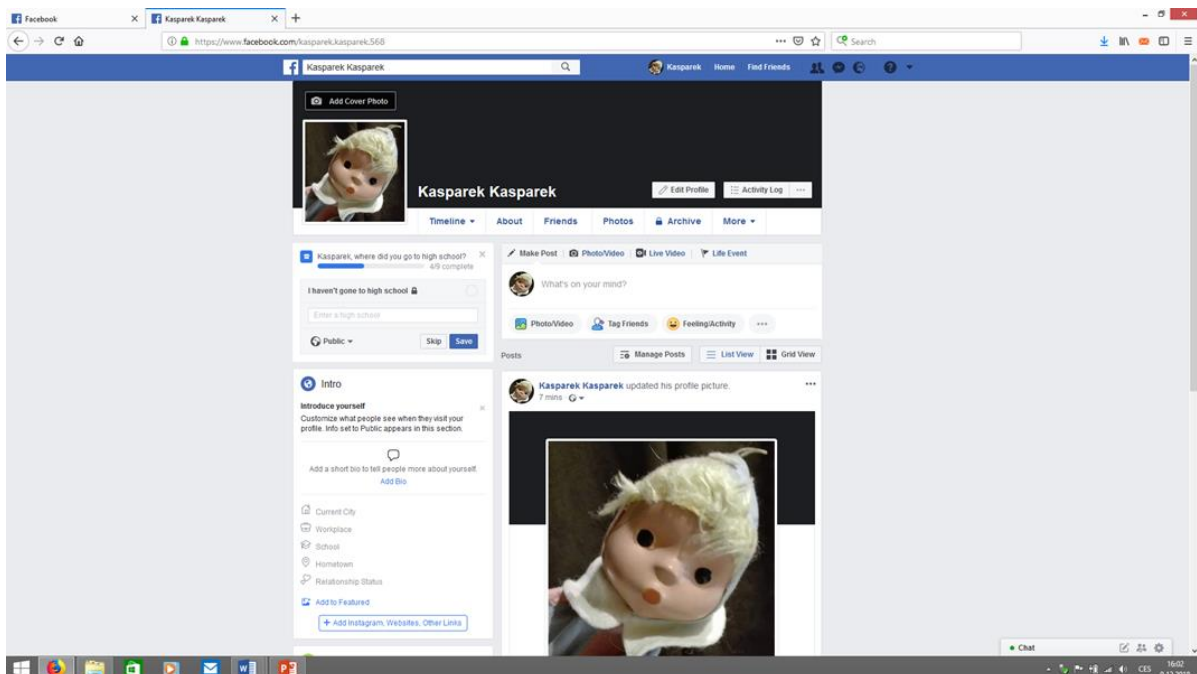 Facebook
Kasparek Kasparek
https://www.facebook.com/kasparek.kasparek.568
Search
Kasparek Kasparek
Kasparek Home Find Friends
Add Cover Photo
Kasparek Kasparek
Edit Profile
Activity Log
Timeline
About
Friends
Photos
Archive
More
Kasparek, where did you go to high school?
4/9 complete
I haven't gone to high school
Enter a high school
Public
Skip
Save
Intro
Introduce yourself
Customize what people see when they visit your
profile. Info set to Public appears in this section.
Add a short bio to tell people more about yourself.
Add Bio
Current City
Workplace
School
Hometown
Relationship Status
Add to Featured
+ Add Instagram, Websites, Other Links
Make Post
Photo/Video
Live Video
Life Event
What's on your mind?
Photo/Video
Tag Friends
Feeling/Activity
Posts
Manage Posts
List View
Grid View
Kasparek Kasparek updated his profile picture.
7 mins
Chat
CES
16:02